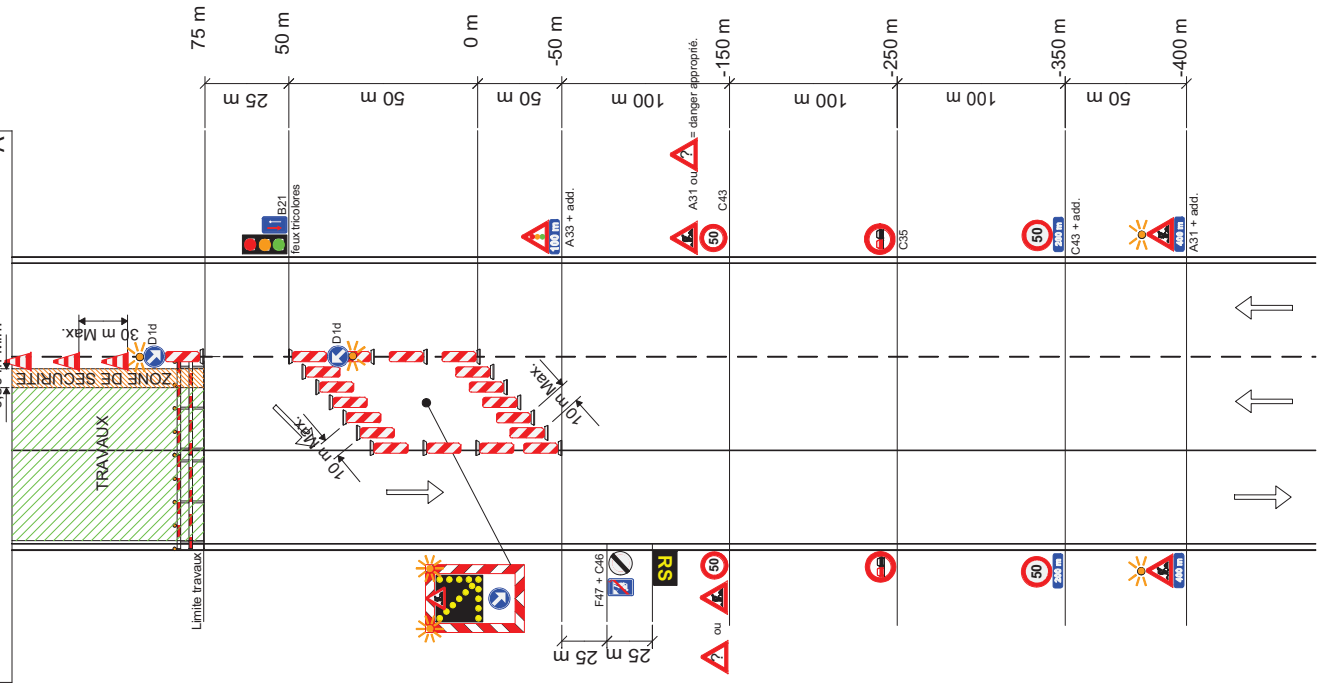 75 m
50 m
0 m
-50 m
-150 m
-250 m
-350 m
-400 m
25 m
50 m
50 m
100 m
100 m
100 m
50 m
30 m Max.
D1d
ZONE DE SECURITE
TRAVAUX
Limite travaux
B21
feux tricolores
D1d
10 m Max.
10 m Max.
100 m
A33 + add.
A31 ou
? = danger approprié.
50
C43
C35
50
C43 + add.
400 m
A31 + add.
F47 + C46
RS
25 m
25 m
? ou
50
50
400 m